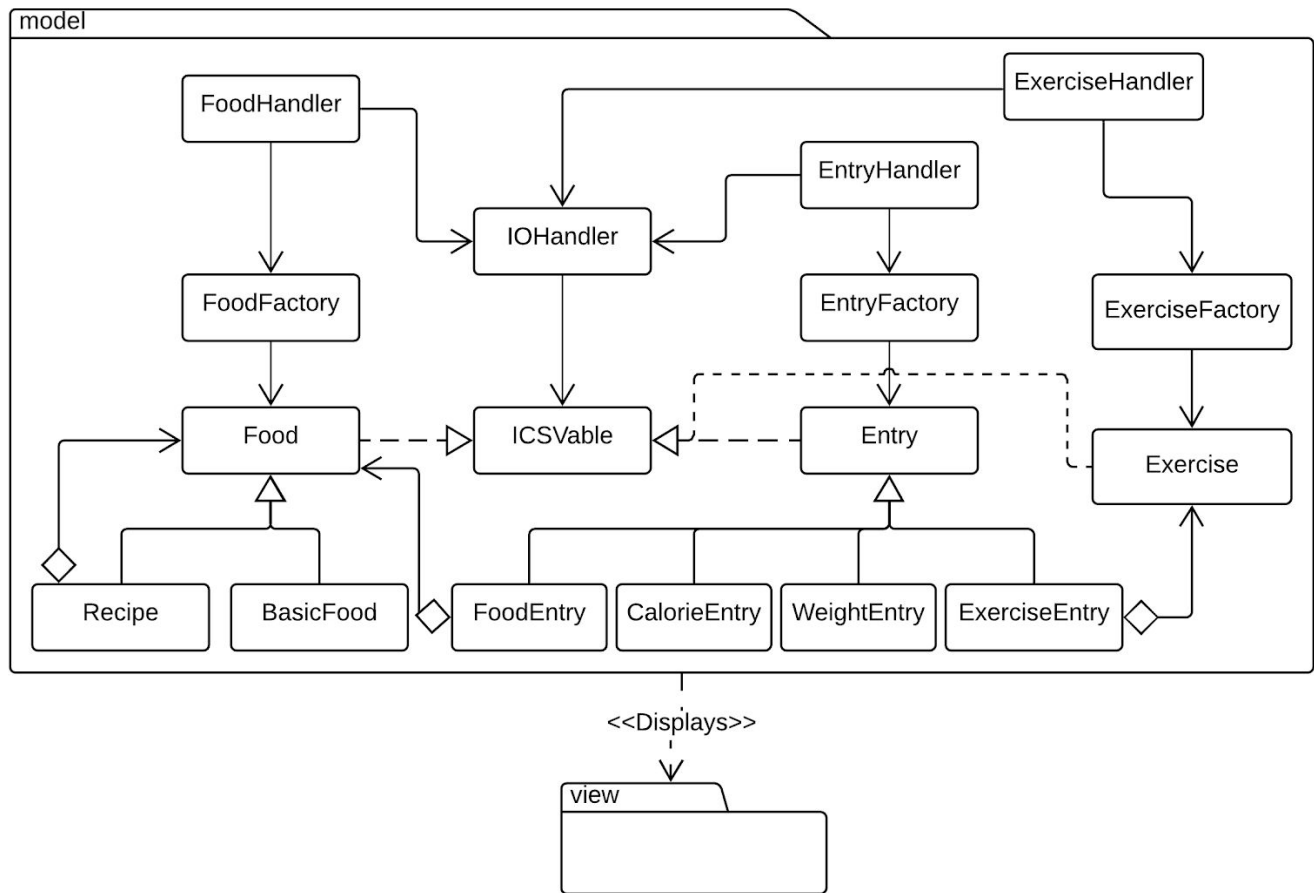 model
FoodHandler
ExerciseHandler
EntryHandler
IOHandler
FoodFactory
EntryFactory
ExerciseFactory
Food
ICSVable
Entry
Exercise
Recipe
BasicFood
FoodEntry
CalorieEntry
WeightEntry
ExerciseEntry
<<Displays>>
view